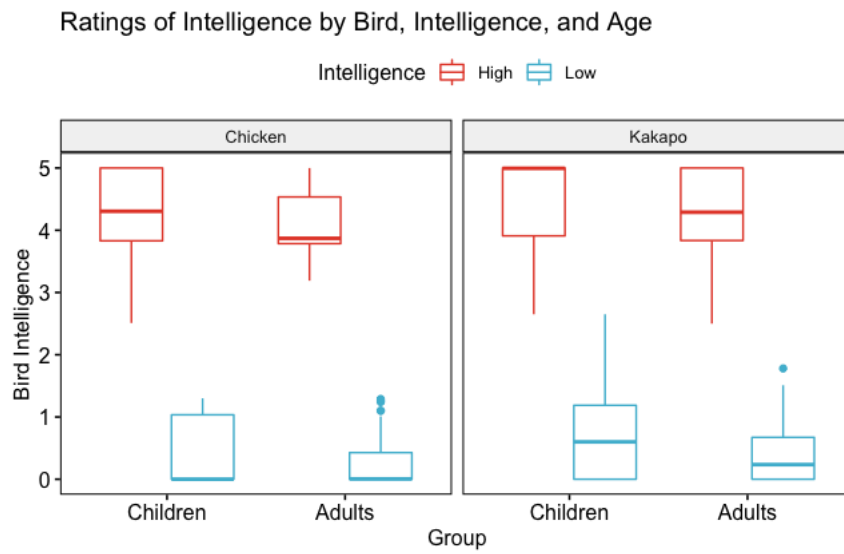 Ratings of Intelligence by Bird, Intelligence, and Age
Intelligence High Low
Chicken Kakapo
Bird Intelligence
5
4
3
2
1
0
Children Adults Children Adults
Group